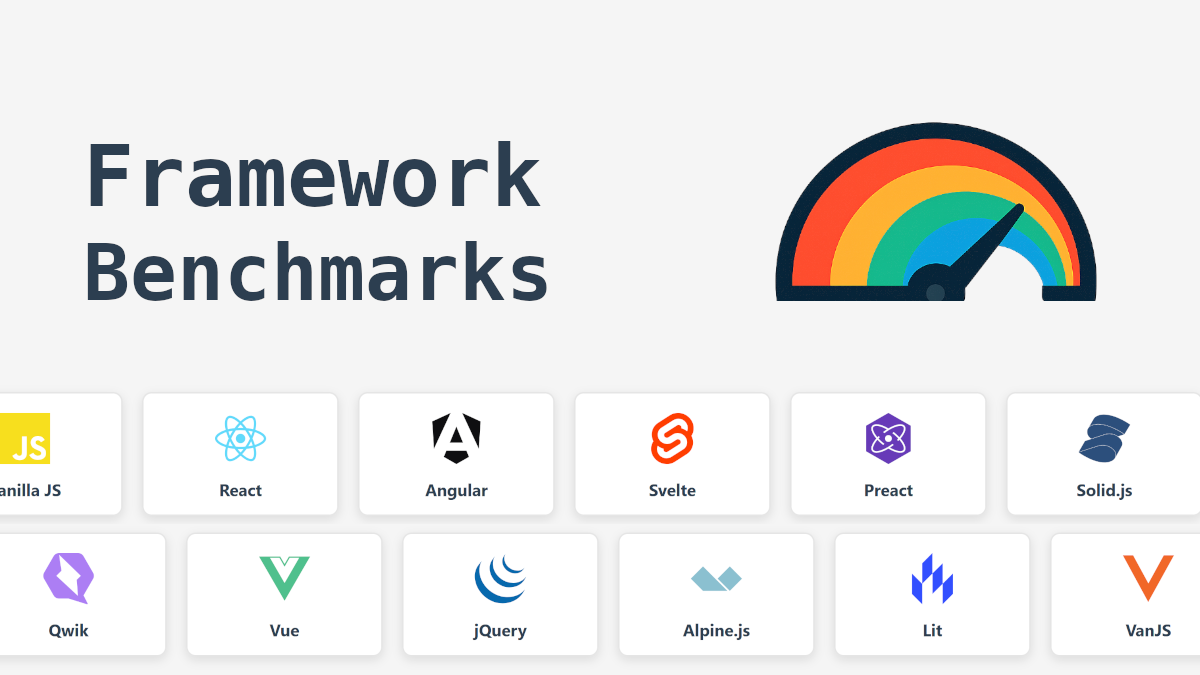 Framework
Benchmarks
JS
anilla JS
React
Angular
Svelte
Preact
Solid.js
Qwik
Vue
jQuery
Alpine.js
Lit
VanJS